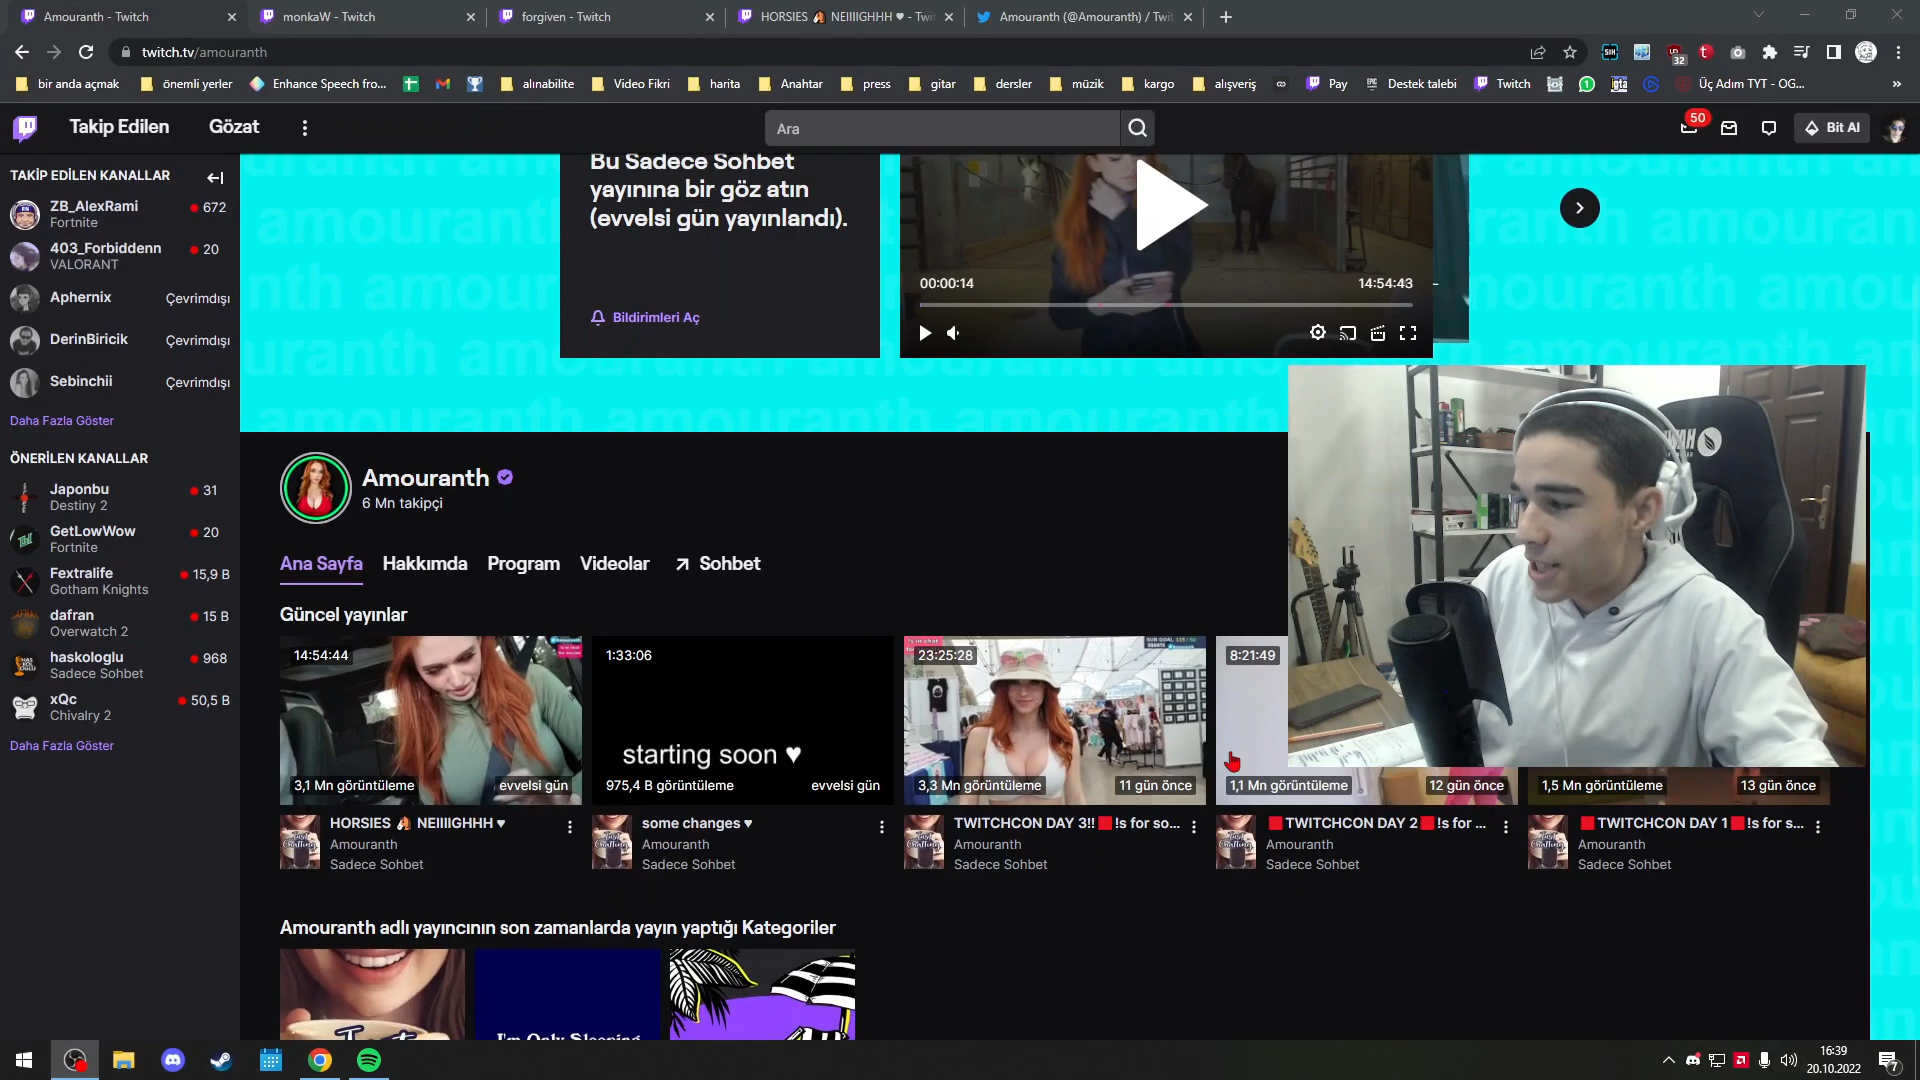 Amouranth - Twitch
monkaW - Twitch
forgiven - Twitch
HORSIES 🐴 NEIIIIGHHH ♥ - Twi
Amouranth (@Amouranth) / Twit
twitch.tv/amouranth
32
bir anda açmak
önemli yerler
Enhance Speech fro...
alınabilite
Video Fikri
harita
Anahtar
press
gitar
dersler
müzik
kargo
alışveriş
Pay
EPIC
Destek talebi
Twitch
Üç Adım TYT - OG...
Takip Edilen
Gözat
Ara
50
Bit Al
TAKİP EDİLEN KANALLAR
ZB_AlexRami
672
Fortnite
403_Forbiddenn
20
VALORANT
Aphernix
Çevrimdışı
DerinBiricik
Çevrimdışı
Sebinchii
Çevrimdışı
Daha Fazla Göster
ÖNERİLEN KANALLAR
Japonbu
31
Destiny 2
GetLowWow
20
Fortnite
Fextralife
15,9 B
Gotham Knights
dafran
15 B
Overwatch 2
haskologlu
968
Sadece Sohbet
xQc
50,5 B
Chivalry 2
Daha Fazla Göster
Bu Sadece Sohbet
yayınına bir göz atın
(evvelsi gün yayınlandı).
Bildirimleri Aç
00:00:14
14:54:43
amouranth amouranth amouranth
Amouranth
6 Mn takipçi
Ana Sayfa
Hakkımda
Program
Videolar
Sohbet
Güncel yayınlar
14:54:44
3,1 Mn görüntüleme
evvelsi gün
HORSIES 🐴 NEIIIIGHHH ♥
Amouranth
Sadece Sohbet
1:33:06
starting soon ♥
975,4 B görüntüleme
evvelsi gün
some changes ♥
Amouranth
Sadece Sohbet
23:25:28
3,3 Mn görüntüleme
11 gün önce
TWITCHCON DAY 3!! 🟥 !s for so...
Amouranth
Sadece Sohbet
8:21:49
1,1 Mn görüntüleme
12 gün önce
🟥 TWITCHCON DAY 2 🟥 !s for ...
Amouranth
Sadece Sohbet
1,5 Mn görüntüleme
13 gün önce
🟥 TWITCHCON DAY 1 🟥 !s for s...
Amouranth
Sadece Sohbet
Amouranth adlı yayıncının son zamanlarda yayın yaptığı Kategoriler
Just
I'm Only Sleeping
16:39
20.10.2022
7